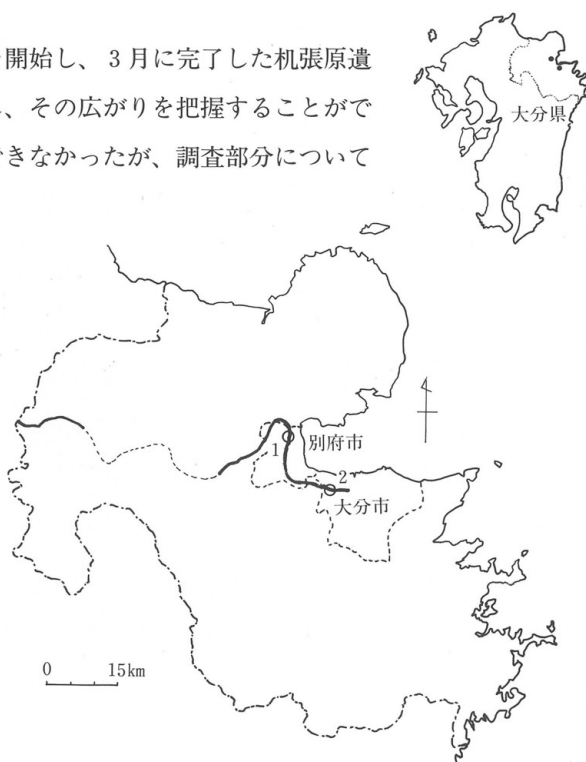 開始し、3月に完了した机張原遺
、その広がりを把握することがで
できなかったが、調査部分について
大分県
別府市
1
2
大分市
0 15km